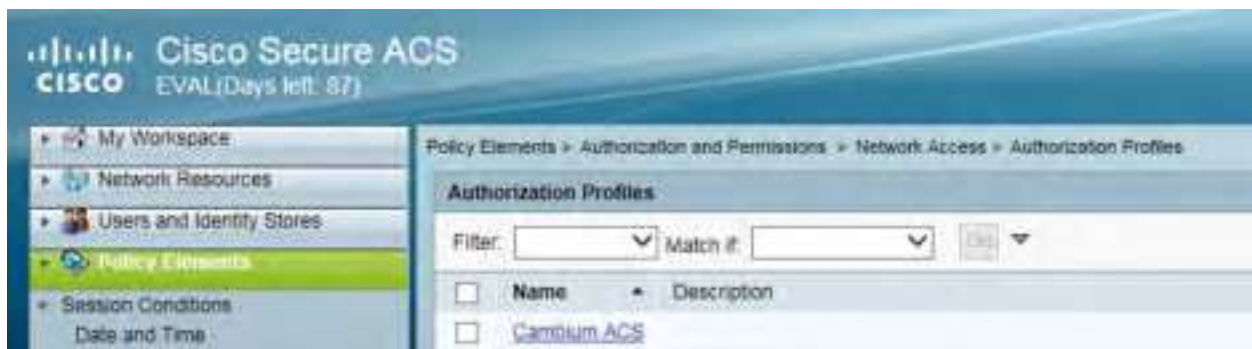 Cisco Secure ACS
CISCO EVAL(Days left: 87)
My Workspace
Network Resources
Users and Identity Stores
Policy Elements
Session Conditions
Date and Time
Policy Elements > Authorization and Permissions > Network Access > Authorization Profiles
Authorization Profiles
Filter: Match if: Go
Name Description
Cambium ACS